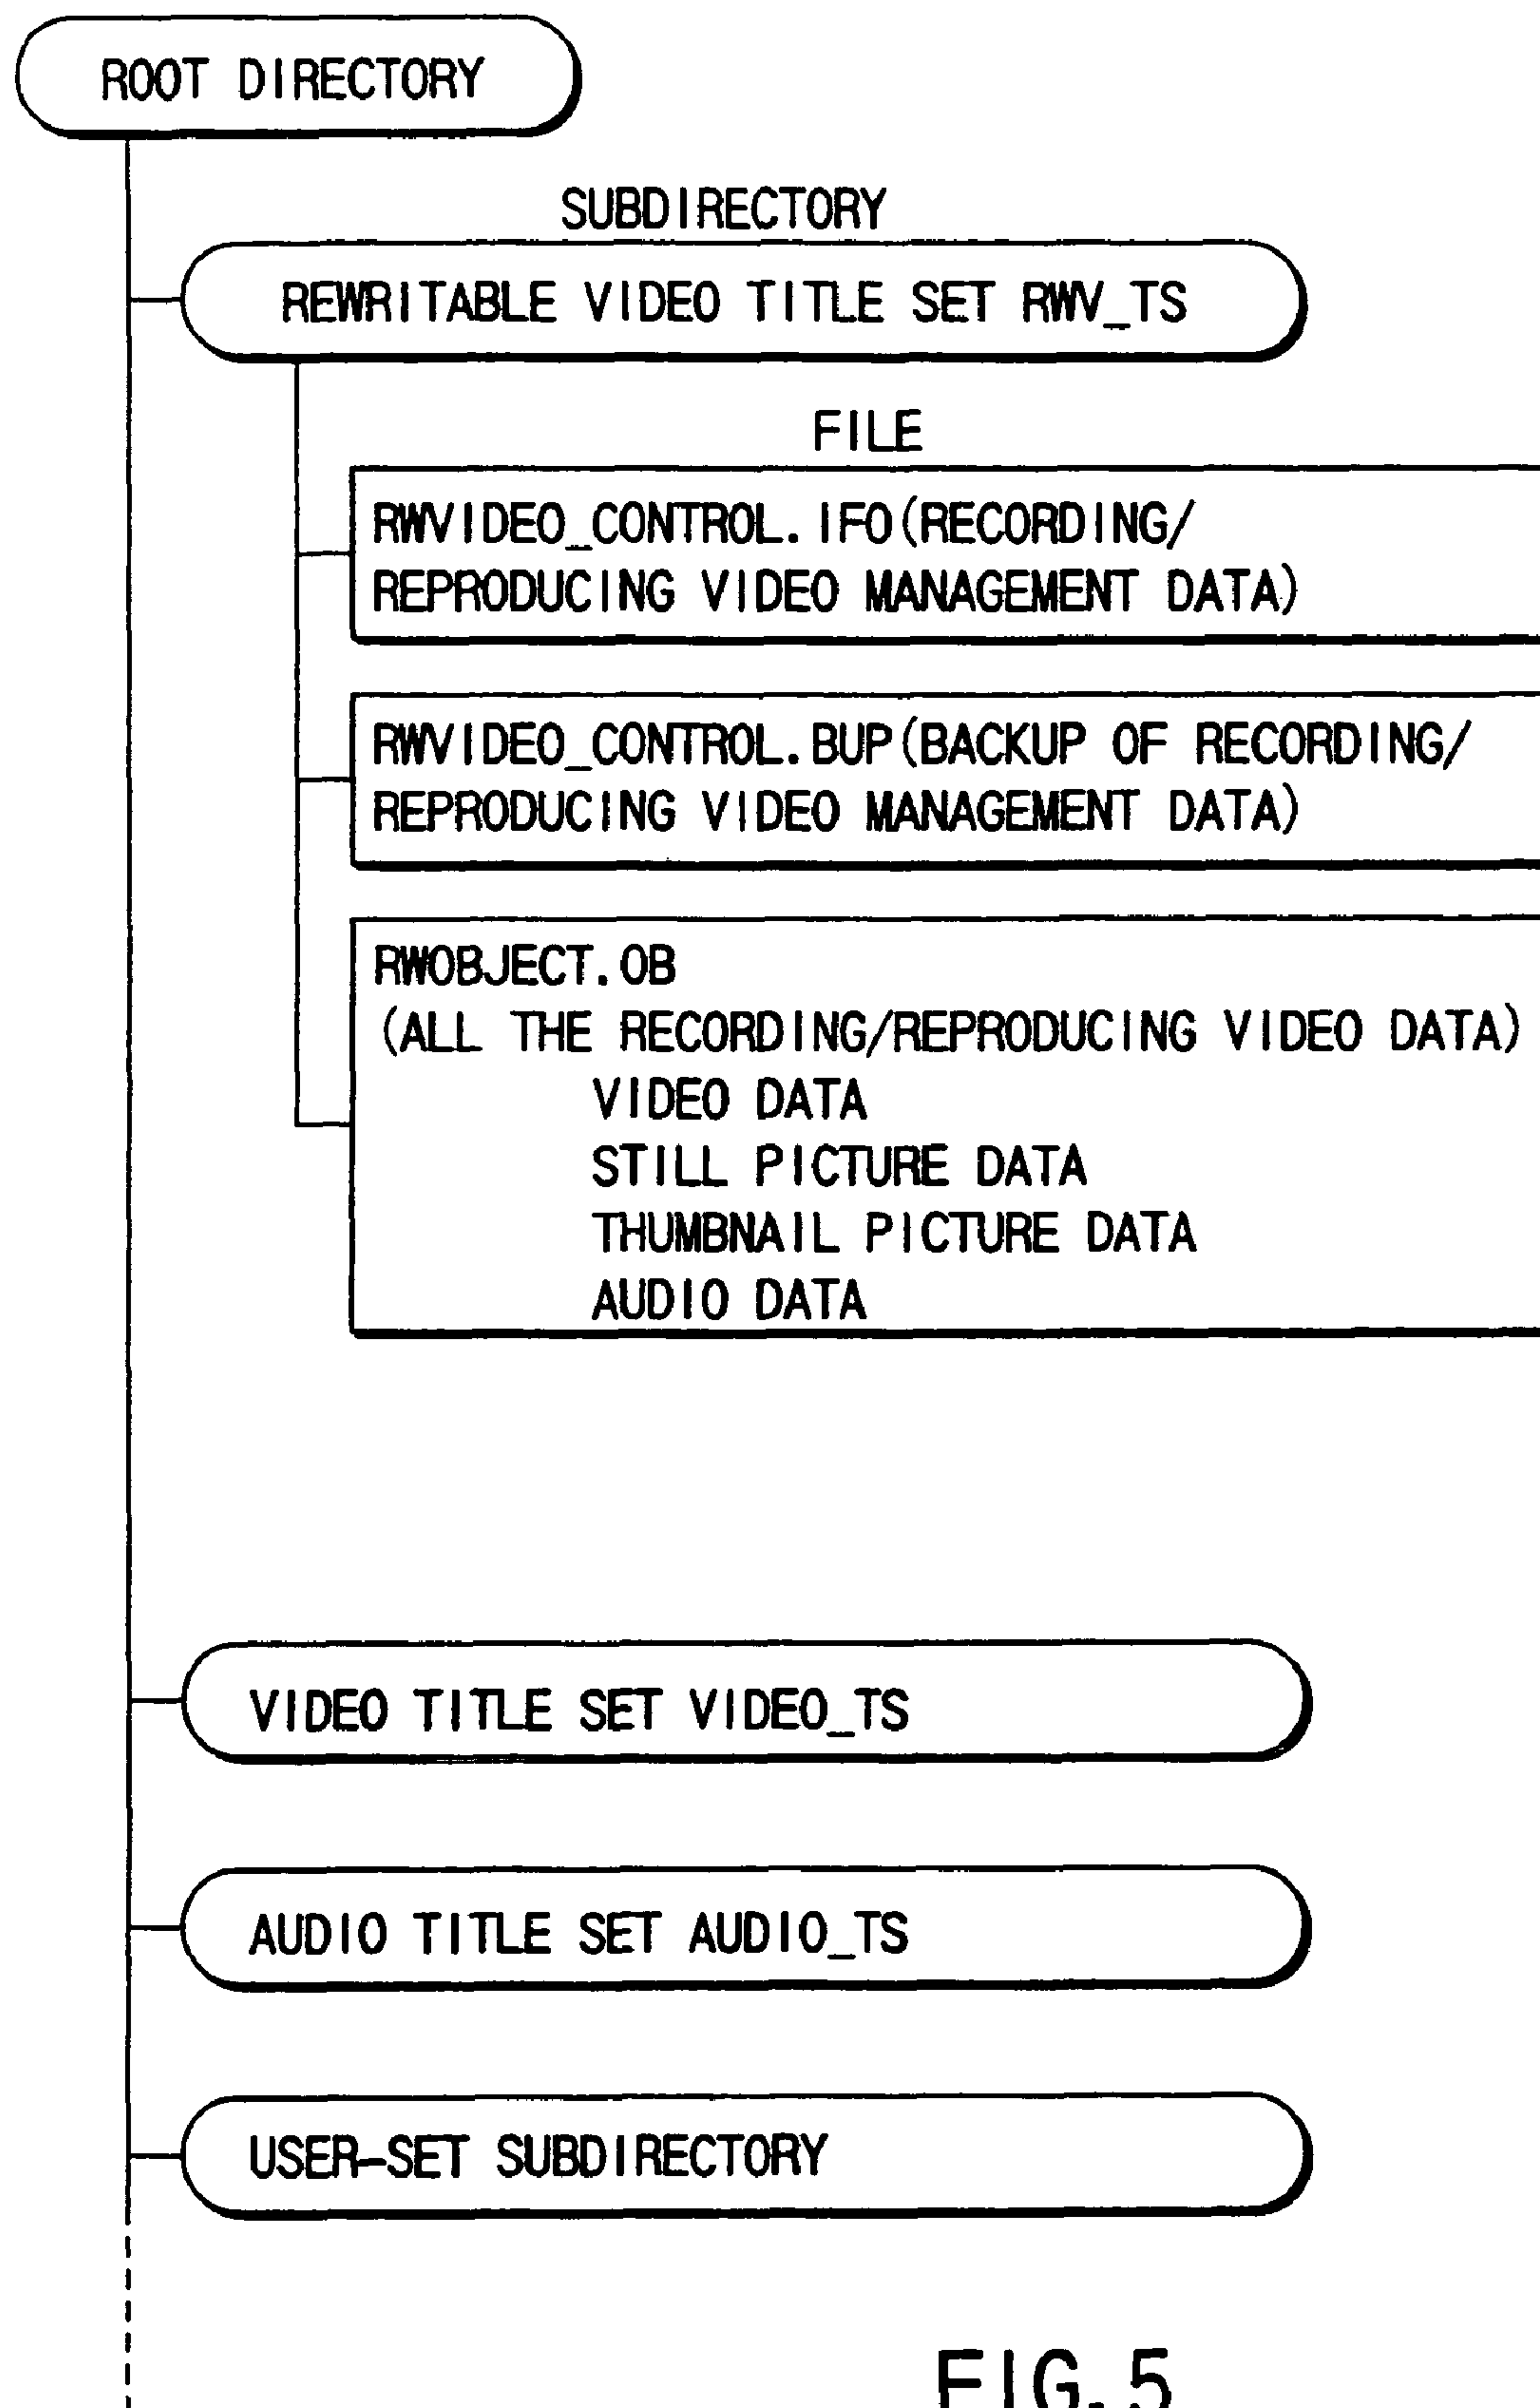 ROOT DIRECTORY
SUBDIRECTORY
REWRITABLE VIDEO TITLE SET RWV_TS
FILE
RWVIDEO_CONTROL.IFO(RECORDING/
REPRODUCING VIDEO MANAGEMENT DATA)
RWVIDEO_CONTROL.BUP(BACKUP OF RECORDING/
REPRODUCING VIDEO MANAGEMENT DATA)
RWOBJECT.OB
(ALL THE RECORDING/REPRODUCING VIDEO DATA)
VIDEO DATA
STILL PICTURE DATA
THUMBNAIL PICTURE DATA
AUDIO DATA
VIDEO TITLE SET VIDEO_TS
AUDIO TITLE SET AUDIO_TS
USER-SET SUBDIRECTORY
FIG.5